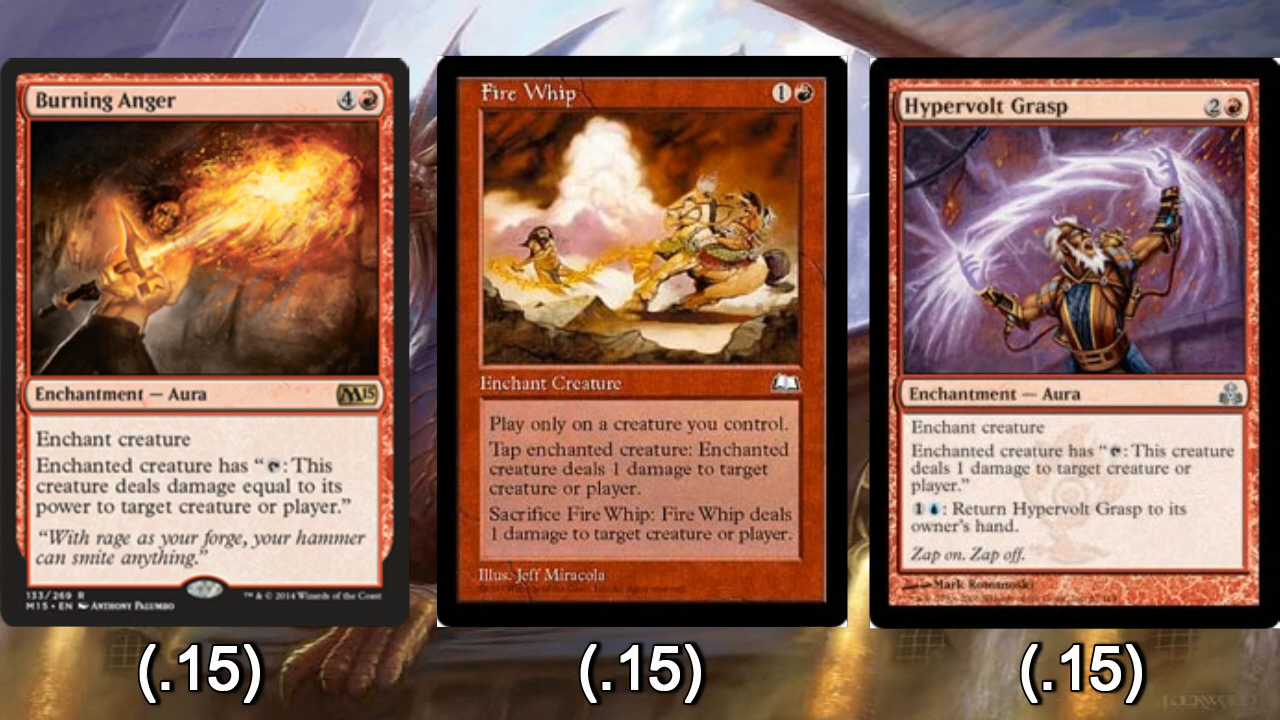 Burning Anger
4
M15
Enchantment — Aura
Enchant creature
Enchanted creature has “: This
creature deals damage equal to its
power to target creature or player.”
“With rage as your forge, your hammer
can smite anything.”
133/269 R
M15 • EN Anthony Palumbo
™ & © 2014 Wizards of the Coast
(.15)
Fire Whip
1
Enchant Creature
Play only on a creature you control.
Tap enchanted creature: Enchanted
creature deals 1 damage to target
creature or player.
Sacrifice Fire Whip: Fire Whip deals
1 damage to target creature or player.
Illus. Jeff Miracola
(.15)
Hypervolt Grasp
2
Enchantment — Aura
Enchant creature
Enchanted creature has “: This creature
deals 1 damage to target creature or
player.”
1: Return Hypervolt Grasp to its
owner's hand.
Zap on. Zap off.
Mark Romanoski
(.15)